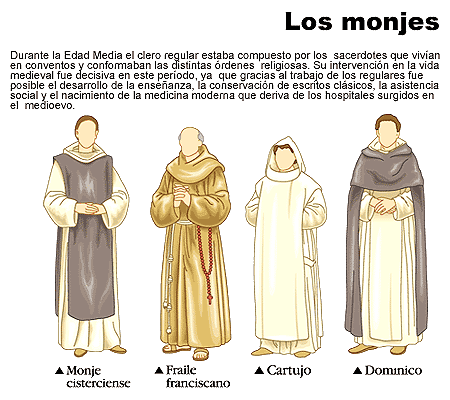 Los monjes
Durante la Edad Media el clero regular estaba compuesto por los sacerdotes que vivían
en conventos y conformaban las distintas órdenes religiosas. Su intervención en la vida
medieval fue decisiva en este período, ya que gracias al trabajo de los regulares fue
posible el desarrollo de la enseñanza, la conservación de escritos clásicos, la asistencia
social y el nacimiento de la medicina moderna que deriva de los hospitales surgidos en
el medioevo.
▲ Monje
cisterciense
▲ Fraile
franciscano
▲ Cartujo
▲ Domınico